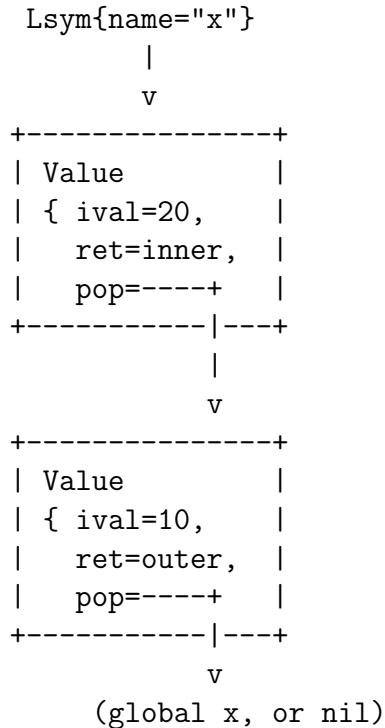 Lsym{name="x"}
        |
        v
+---------------+
| Value         |
| { ival=20,    |
|   ret=inner,  |
|   pop=----+   |
+-----------|---+
            |
            v
+---------------+
| Value         |
| { ival=10,    |
|   ret=outer,  |
|   pop=----+   |
+-----------|---+
            v
     (global x, or nil)